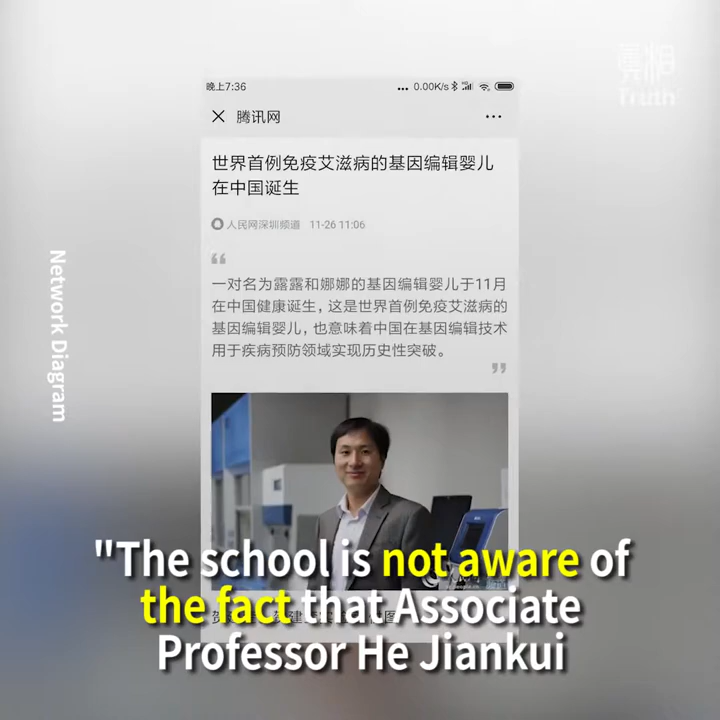 晚上7:36
... 0.00K/s
腾讯网
世界首例免疫艾滋病的基因编辑婴儿
在中国诞生
人民网深圳频道 11-26 11:06
一对名为露露和娜娜的基因编辑婴儿于11月
在中国健康诞生，这是世界首例免疫艾滋病的
基因编辑婴儿，也意味着中国在基因编辑技术
用于疾病预防领域实现历史性突破。
Network Diagram
真相
Truth
"The school is not aware of
the fact that Associate
Professor He Jiankui